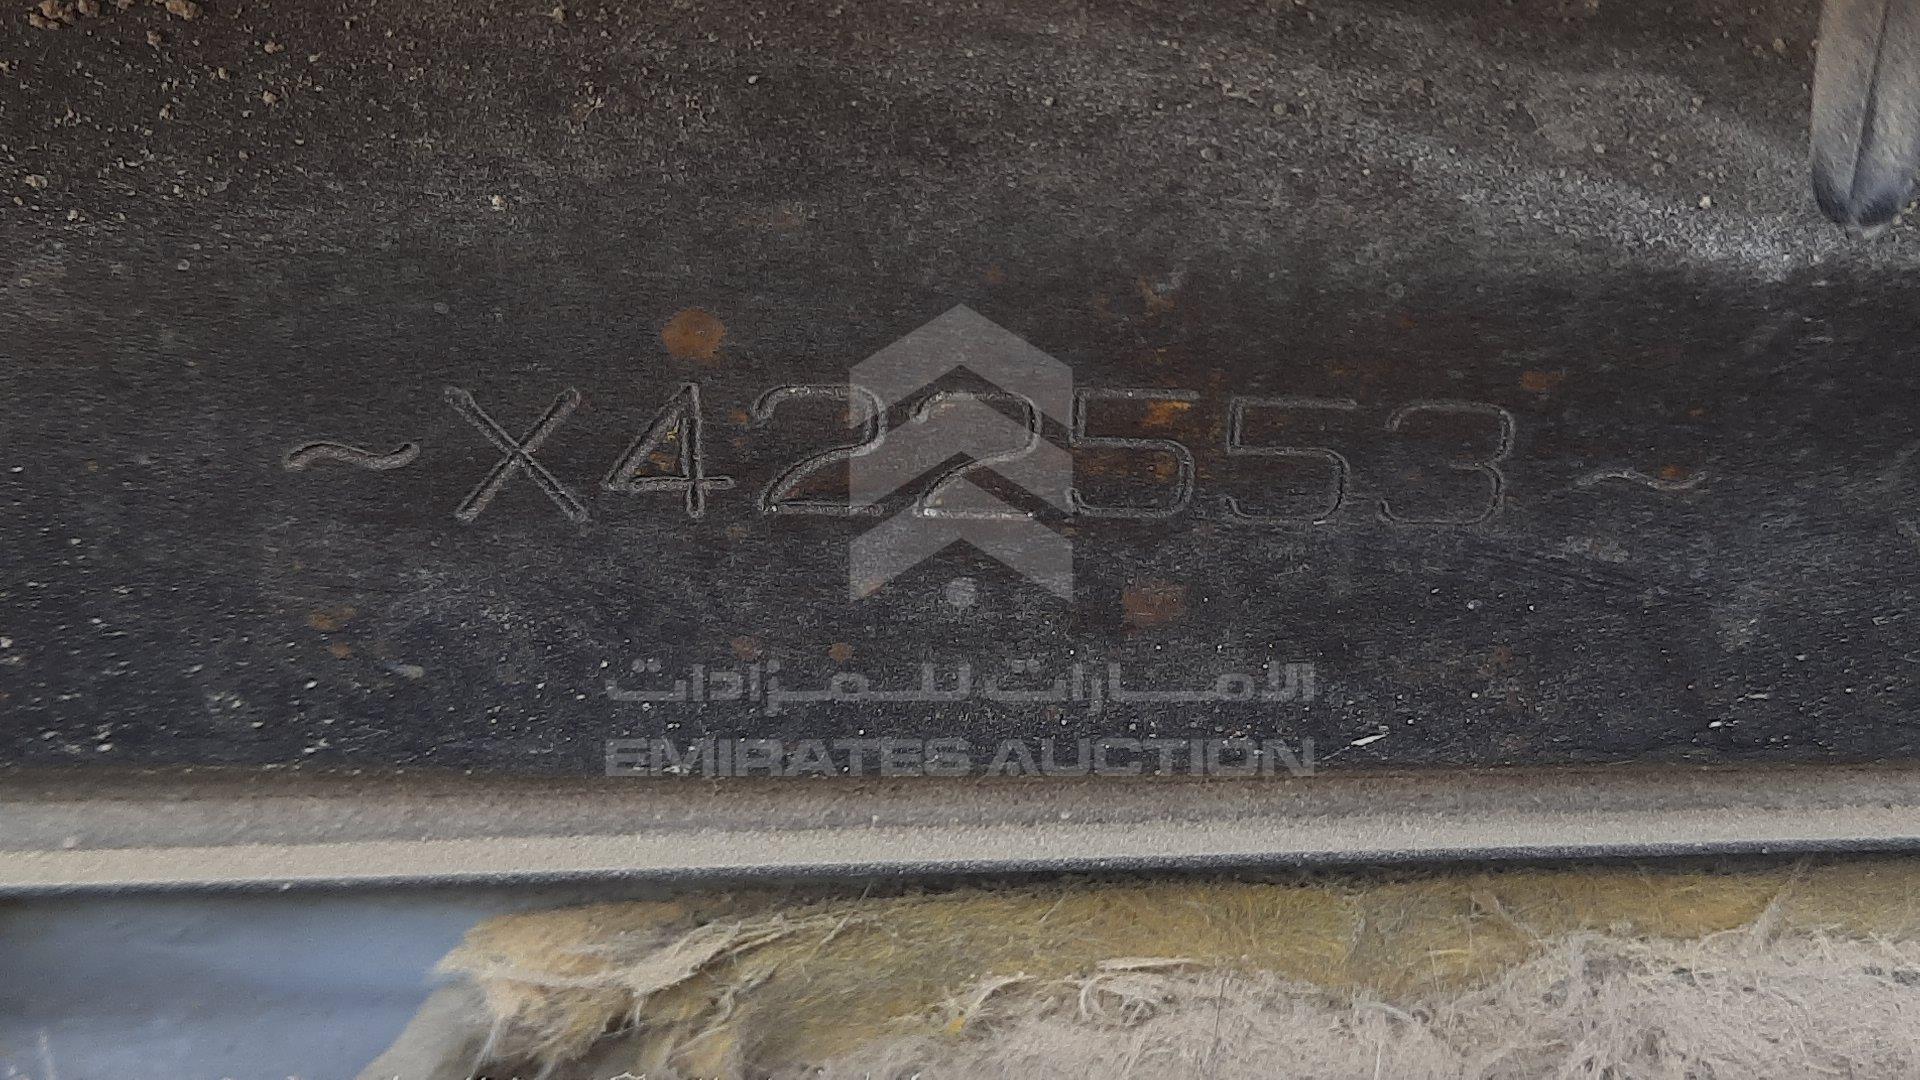 ~X422553~
الامارات للمزادات
EMIRATES AUCTION